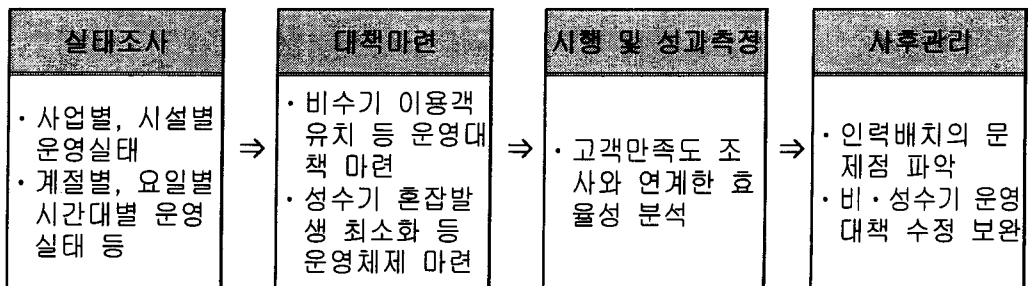 실태조사
· 사업별, 시설별
운영실태
· 계절별, 요일별
시간대별 운영
실태 등
⇒
대책마련
· 비수기 이용객
유치 등 운영대
책 마련
· 성수기 혼잡발
생 최소화 등
운영체제 마련
⇒
시행 및 성과측정
· 고객만족도 조
사와 연계한 효
율성 분석
⇒
사후관리
· 인력배치의 문
제점 파악
· 비·성수기 운영
대책 수정 보완